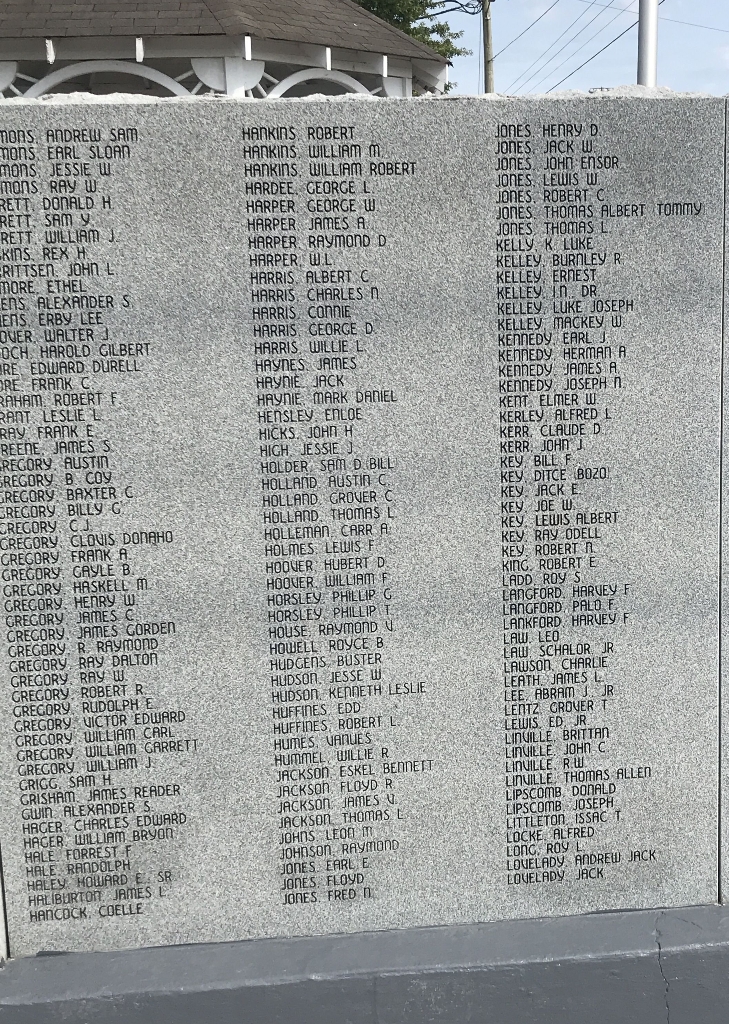 MONS, ANDREW SAM
MONS, EARL SLOAN
MONS, JESSIE W.
MONS, RAY W.
RETT, DONALD H.
RETT, SAM Y.
RETT, WILLIAM J.
KINS, REX H.
RITTSEN, JOHN L.
MORE, ETHEL
ENS, ALEXANDER S.
ENS, ERBY LEE
OVER, WALTER J.
OCH, HAROLD GILBERT
RE, EDWARD DURELL
ORE, FRANK C.
RAHAM, ROBERT F.
RANT, LESLIE L.
RAY, FRANK E.
REENE, JAMES S.
GREGORY, AUSTIN
GREGORY, B. COY
GREGORY, BAXTER C.
GREGORY, BILLY G.
GREGORY, C.J.
GREGORY, CLOVIS DONAHO
GREGORY, FRANK A.
GREGORY, GAYLE B.
GREGORY, HASKELL M.
GREGORY, HENRY W.
GREGORY, JAMES C.
GREGORY, JAMES GORDEN
GREGORY, R. RAYMOND
GREGORY, RAY DALTON
GREGORY, RAY W.
GREGORY, ROBERT R.
GREGORY, RUDOLPH E.
GREGORY, VICTOR EDWARD
GREGORY, WILLIAM CARL
GREGORY, WILLIAM GARRETT
GREGORY, WILLIAM J.
GRIGG, SAM H.
GRISHAM, JAMES READER
GWIN, ALEXANDER S.
HAGER, CHARLES EDWARD
HAGER, WILLIAM BRYON
HALE, FORREST F.
HALE, RANDOLPH
HALEY, HOWARD E., SR.
HALIBURTON, JAMES L.
HANCOCK, COELLE
HANKINS, ROBERT
HANKINS, WILLIAM M.
HANKINS, WILLIAM ROBERT
HARDEE, GEORGE L.
HARPER, GEORGE W.
HARPER, JAMES A.
HARPER, RAYMOND D.
HARPER, W.L.
HARRIS, ALBERT C.
HARRIS, CHARLES N.
HARRIS, CONNIE
HARRIS, GEORGE D.
HARRIS, WILLIE L.
HAYNES, JAMES
HAYNIE, JACK
HAYNIE, MARK DANIEL
HENSLEY, ENLOE
HICKS, JOHN H.
HIGH, JESSIE J.
HOLDER, SAM D. BILL
HOLLAND, AUSTIN C.
HOLLAND, GROVER C.
HOLLAND, THOMAS L.
HOLLEMAN, CARR A.
HOLMES, LEWIS F.
HOOVER, HUBERT D.
HOOVER, WILLIAM F.
HORSLEY, PHILLIP G.
HORSLEY, PHILLIP T.
HOUSE, RAYMOND V.
HOWELL, ROYCE B.
HUDGENS, BUSTER
HUDSON, JESSE W.
HUDSON, KENNETH LESLIE
HUFFINES, EDD
HUFFINES, ROBERT L.
HUMES, VANUES
HUMMEL, WILLIE R.
JACKSON, ESKEL BENNETT
JACKSON, FLOYD R.
JACKSON, JAMES V.
JACKSON, THOMAS L.
JOHNS, LEON M.
JOHNSON, RAYMOND
JONES, EARL E.
JONES, FLOYD
JONES, FRED N.
JONES, HENRY D.
JONES, JACK W.
JONES, JOHN ENSOR
JONES, LEWIS W.
JONES, ROBERT C.
JONES, THOMAS ALBERT TOMMY
JONES, THOMAS L.
KELLY, K. LUKE
KELLEY, BURNLEY R.
KELLEY, ERNEST
KELLEY, J.N., DR.
KELLEY, LUKE JOSEPH
KELLEY, MACKEY W.
KENNEDY, EARL J.
KENNEDY, HERMAN A.
KENNEDY, JAMES A.
KENNEDY, JOSEPH N.
KENT, ELMER W.
KERLEY, ALFRED L.
KERR, CLAUDE D.
KERR, JOHN J.
KEY, BILL F.
KEY, DITCE "BOZO"
KEY, JACK E.
KEY, JOE W.
KEY, LEWIS ALBERT
KEY, RAY ODELL
KEY, ROBERT N.
KING, ROBERT E.
LADD, ROY S.
LANGFORD, HARVEY F.
LANGFORD, PALO F.
LANKFORD, HARVEY F.
LAW, LEO
LAW, SCHALOR, JR.
LAWSON, CHARLIE
LEATH, JAMES L.
LEE, ABRAM J., JR.
LENTZ, GROVER T.
LEWIS, ED, JR.
LINVILLE, BRITTAN
LINVILLE, JOHN C.
LINVILLE, R.W.
LINVILLE, THOMAS ALLEN
LIPSCOMB, DONALD
LIPSCOMB, JOSEPH
LITTLETON, ISSAC T.
LOCKE, ALFRED
LONG, ROY L.
LOVELADY, ANDREW JACK
LOVELADY, JACK